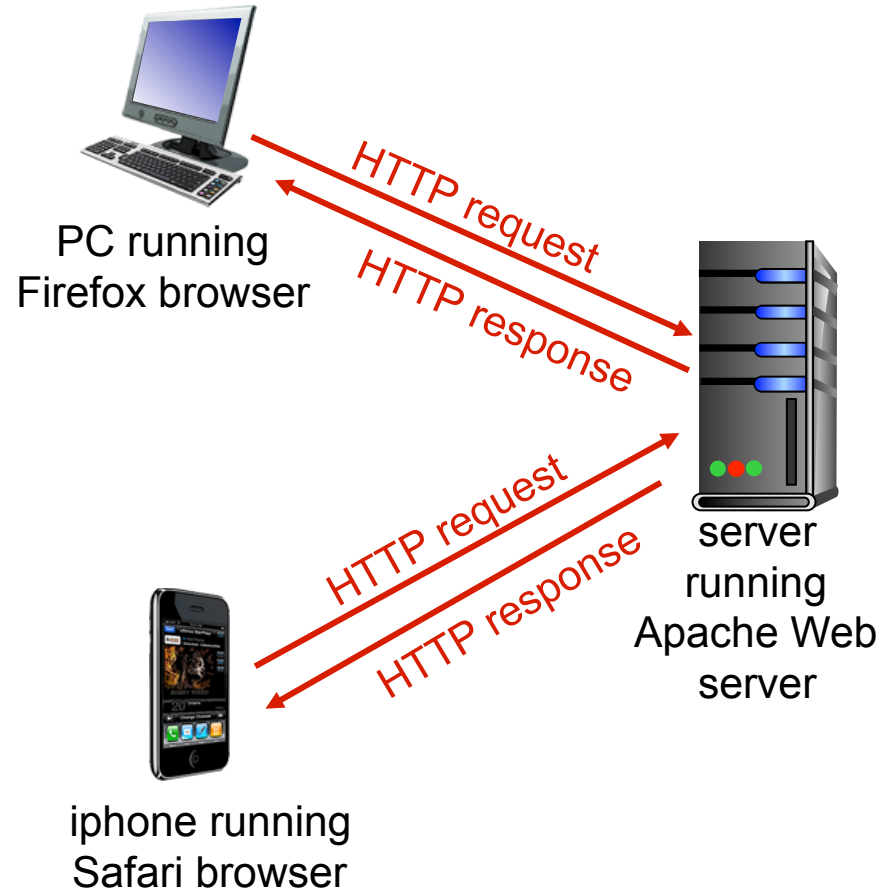 HTTP request
HTTP response
PC running
Firefox browser
HTTP request
HTTP response
server
running
Apache Web
server
iphone running
Safari browser